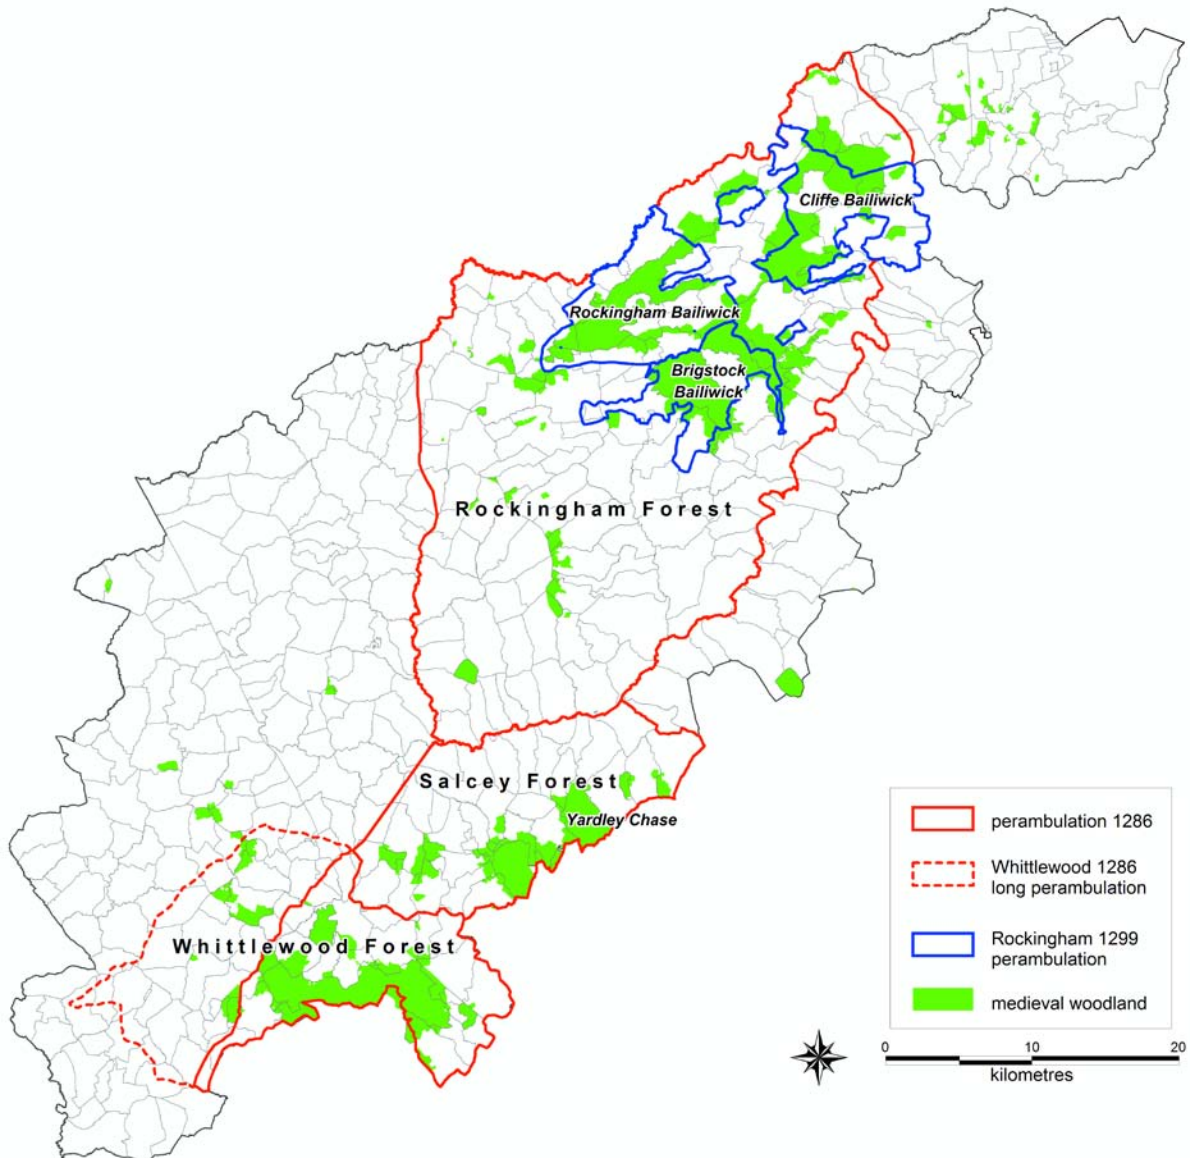 Cliffe Bailiwick
Rockingham Bailiwick
Brigstock
Bailiwick
Rockingham Forest
Salcey Forest
Yardley Chase
Whittlewood Forest
perambulation 1286
Whittlewood 1286
long perambulation
Rockingham 1299
perambulation
medieval woodland
0 10 20
kilometres